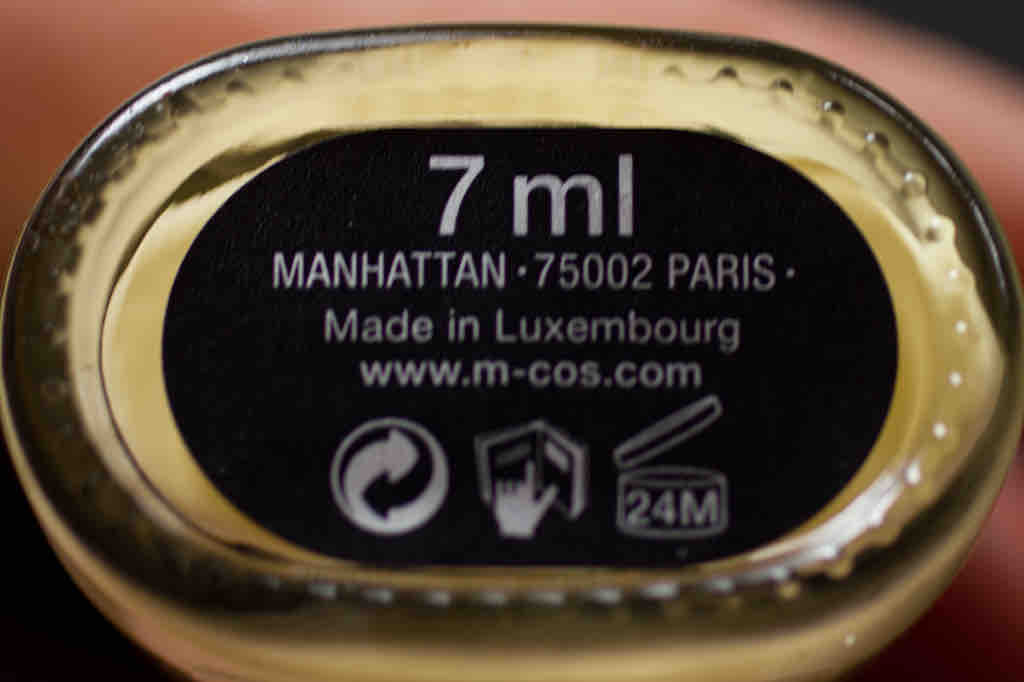 7 ml
MANHATTAN · 75002 PARIS ·
Made in Luxembourg
www.m-cos.com
24M